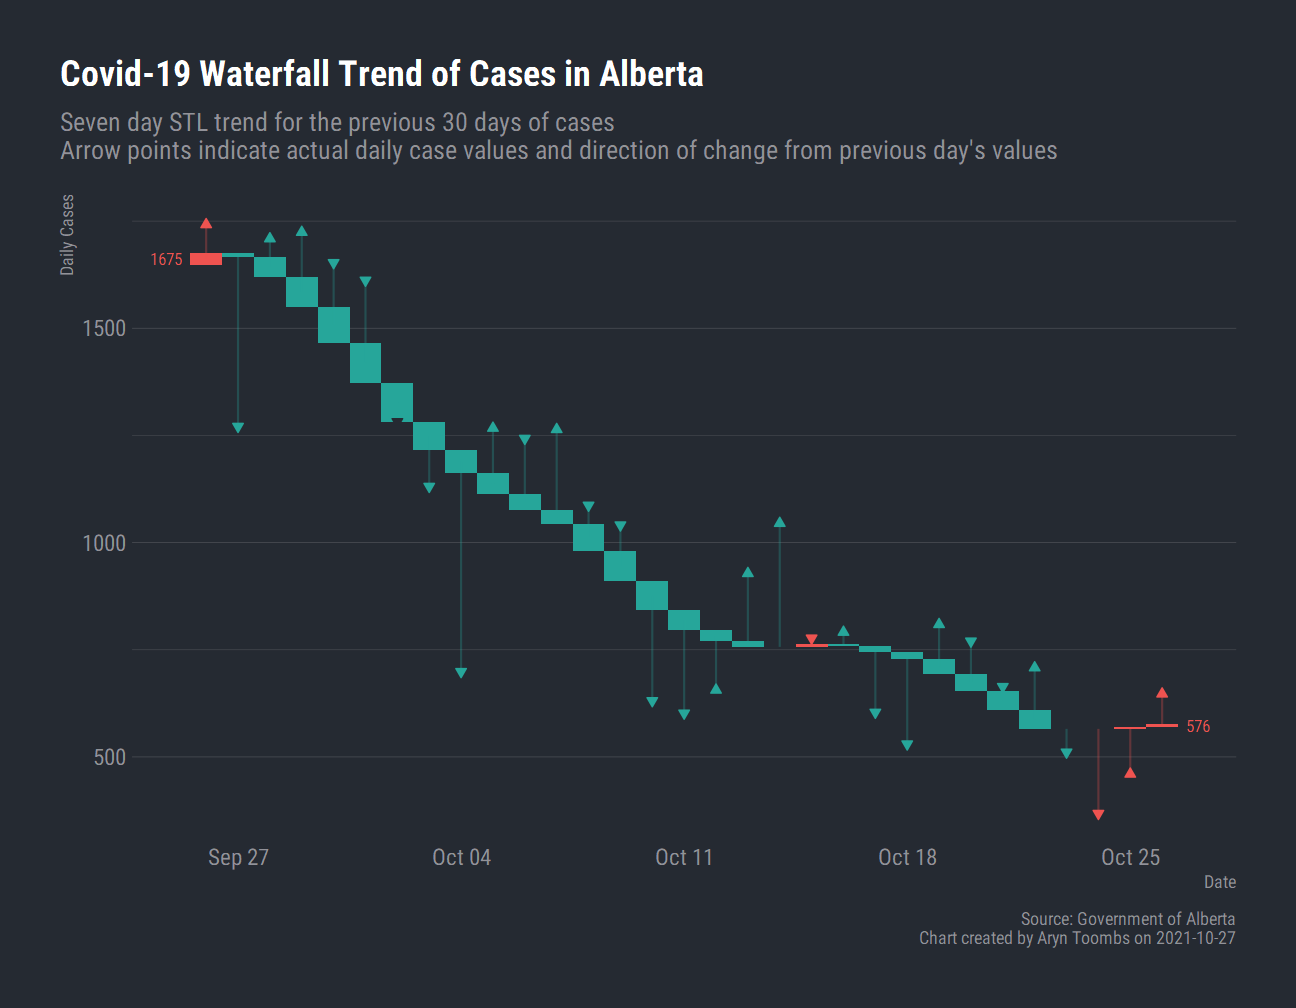 Covid-19 Waterfall Trend of Cases in Alberta
Seven day STL trend for the previous 30 days of cases
Arrow points indicate actual daily case values and direction of change from previous day's values
Daily Cases
1675
1500
1000
500
576
Sep 27
Oct 04
Oct 11
Oct 18
Oct 25
Date
Source: Government of Alberta
Chart created by Aryn Toombs on 2021-10-27